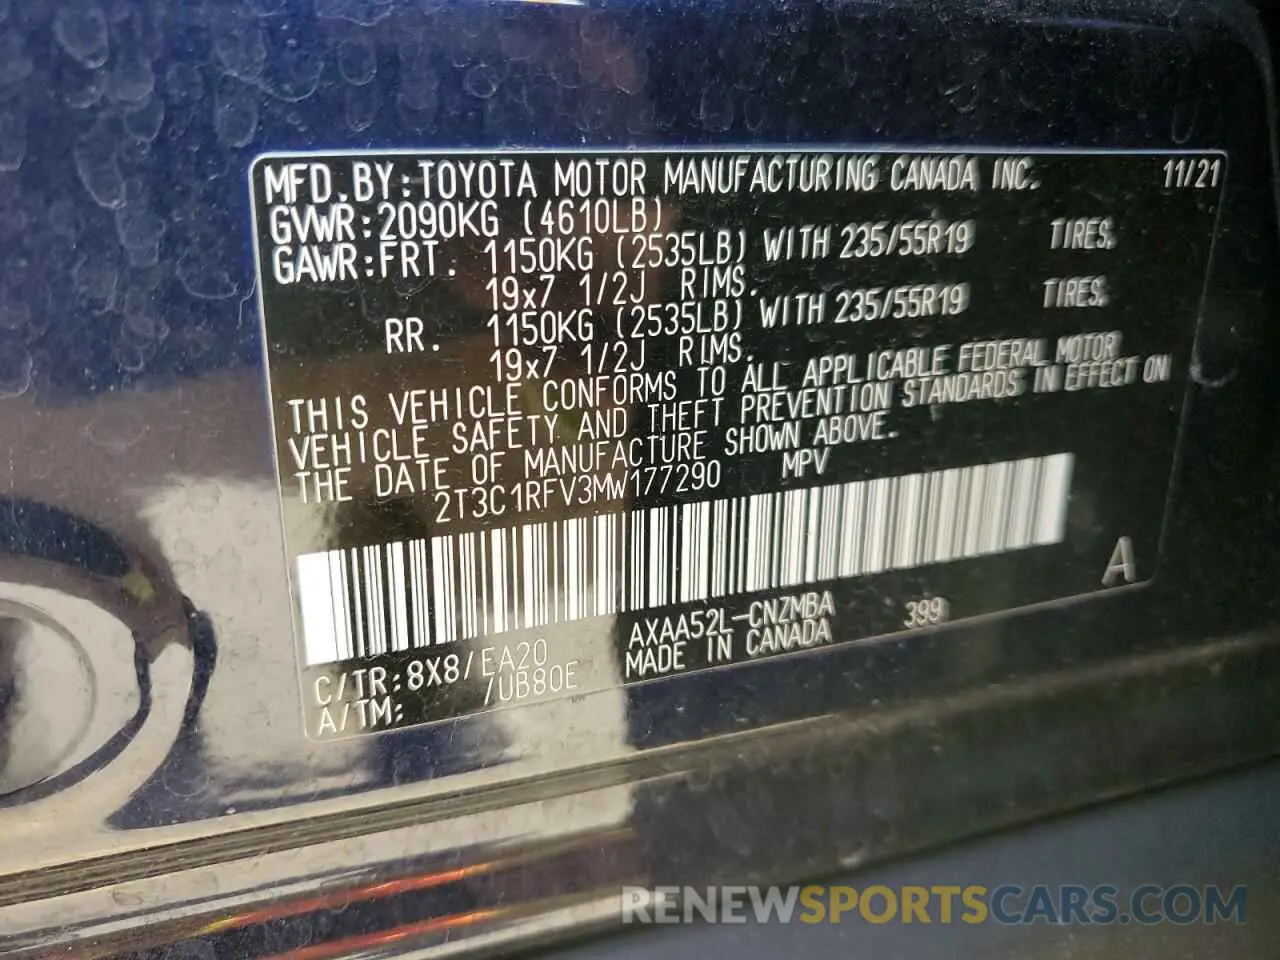 MFD.BY:TOYOTA MOTOR MANUFACTURING CANADA INC. 11/21
GVWR:2090KG (4610LB)
GAWR:FRT. 1150KG (2535LB) WITH 235/55R19 TIRES,
19x7 1/2J RIMS.
RR. 1150KG (2535LB) WITH 235/55R19 TIRES,
19x7 1/2J RIMS.
THIS VEHICLE CONFORMS TO ALL APPLICABLE FEDERAL MOTOR
VEHICLE SAFETY AND THEFT PREVENTION STANDARDS IN EFFECT ON
THE DATE OF MANUFACTURE SHOWN ABOVE.
2T3C1RFV3MW177290 MPV
A
C/TR:8X8/EA20 AXAA52L-CNZMBA 399
A/TM: /UB80E MADE IN CANADA
RENEWSPORTSCARS.COM